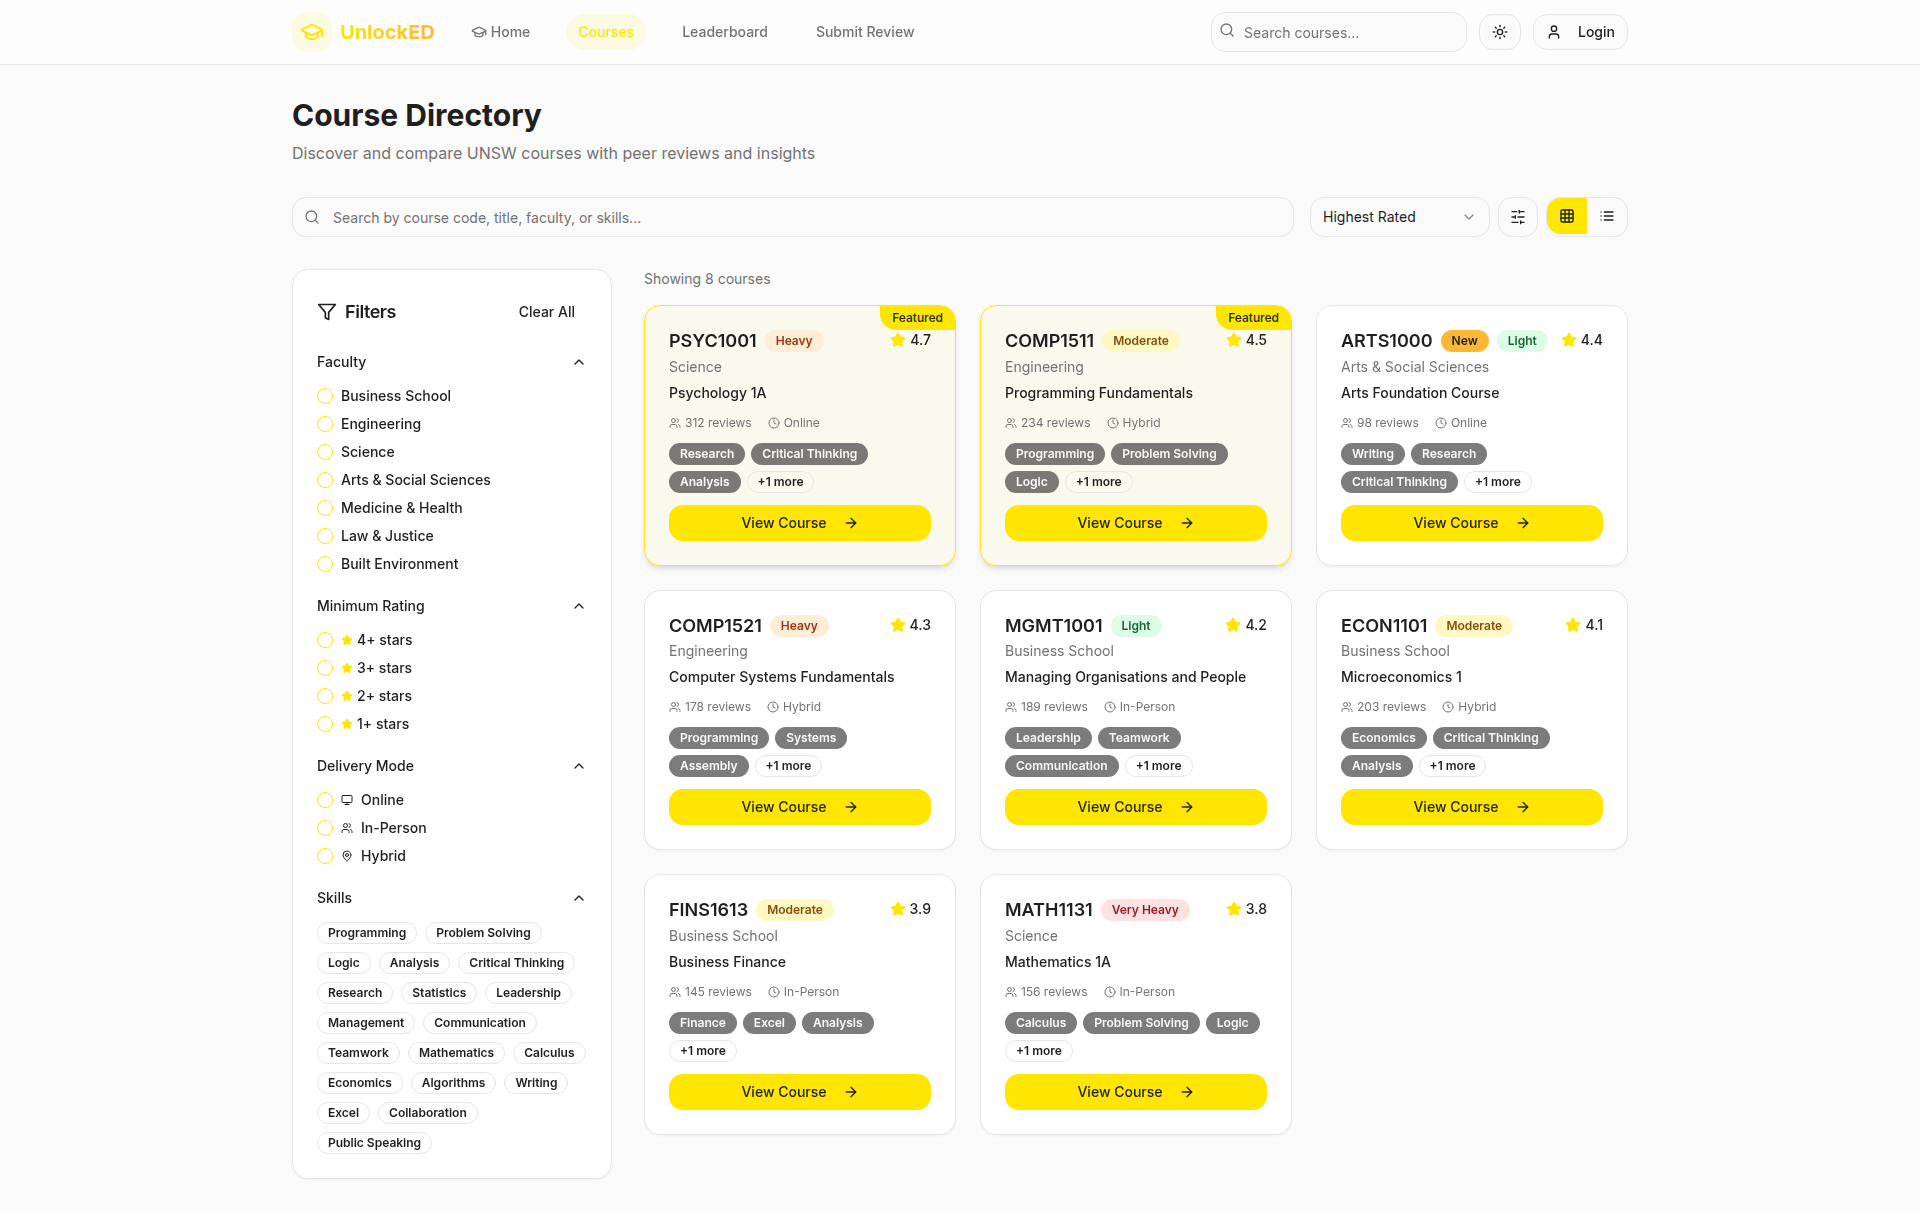 UnlockED
Home
Courses
Leaderboard
Submit Review
Search courses...
Login
Course Directory
Discover and compare UNSW courses with peer reviews and insights
Search by course code, title, faculty, or skills...
Highest Rated
Filters
Clear All
Faculty
Business School
Engineering
Science
Arts & Social Sciences
Medicine & Health
Law & Justice
Built Environment
Minimum Rating
4+ stars
3+ stars
2+ stars
1+ stars
Delivery Mode
Online
In-Person
Hybrid
Skills
Programming Problem Solving
Logic Analysis Critical Thinking
Research Statistics Leadership
Management Communication
Teamwork Mathematics Calculus
Economics Algorithms Writing
Excel Collaboration
Public Speaking
Showing 8 courses
Featured
PSYC1001 Heavy 4.7
Science
Psychology 1A
312 reviews Online
Research Critical Thinking
Analysis +1 more
View Course
Featured
COMP1511 Moderate 4.5
Engineering
Programming Fundamentals
234 reviews Hybrid
Programming Problem Solving
Logic +1 more
View Course
ARTS1000 New Light 4.4
Arts & Social Sciences
Arts Foundation Course
98 reviews Online
Writing Research
Critical Thinking +1 more
View Course
COMP1521 Heavy 4.3
Engineering
Computer Systems Fundamentals
178 reviews Hybrid
Programming Systems
Assembly +1 more
View Course
MGMT1001 Light 4.2
Business School
Managing Organisations and People
189 reviews In-Person
Leadership Teamwork
Communication +1 more
View Course
ECON1101 Moderate 4.1
Business School
Microeconomics 1
203 reviews Hybrid
Economics Critical Thinking
Analysis +1 more
View Course
FINS1613 Moderate 3.9
Business School
Business Finance
145 reviews In-Person
Finance Excel Analysis
+1 more
View Course
MATH1131 Very Heavy 3.8
Science
Mathematics 1A
156 reviews In-Person
Calculus Problem Solving Logic
+1 more
View Course